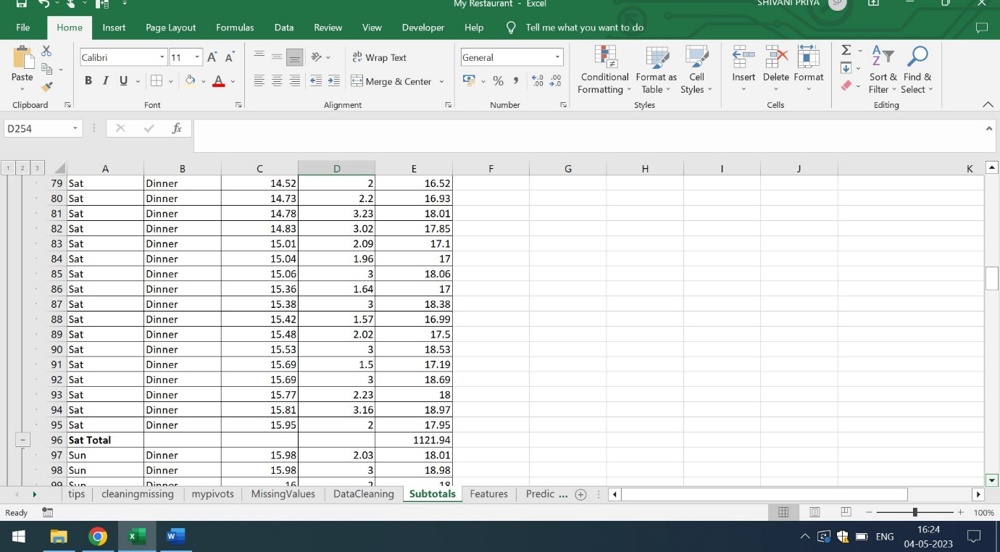 My Restaurant - Excel
SHIVANI PRIYA SP
File Home Insert Page Layout Formulas Data Review View Developer Help Tell me what you want to do
Paste
Calibri 11 A A
ab Wrap Text
General
Conditional Formatting
Format as Table
Cell Styles
Insert Delete Format
Sort & Filter
Find & Select
B I U A
Merge & Center
% , .00 .00
Clipboard Font Alignment Number Styles Cells Editing
D254 fx
1 2 3 A B C D E F G H I J K
79 Sat Dinner 14.52 2 16.52
80 Sat Dinner 14.73 2.2 16.93
81 Sat Dinner 14.78 3.23 18.01
82 Sat Dinner 14.83 3.02 17.85
83 Sat Dinner 15.01 2.09 17.1
84 Sat Dinner 15.04 1.96 17
85 Sat Dinner 15.06 3 18.06
86 Sat Dinner 15.36 1.64 17
87 Sat Dinner 15.38 3 18.38
88 Sat Dinner 15.42 1.57 16.99
89 Sat Dinner 15.48 2.02 17.5
90 Sat Dinner 15.53 3 18.53
91 Sat Dinner 15.69 1.5 17.19
92 Sat Dinner 15.69 3 18.69
93 Sat Dinner 15.77 2.23 18
94 Sat Dinner 15.81 3.16 18.97
95 Sat Dinner 15.95 2 17.95
96 Sat Total 1121.94
97 Sun Dinner 15.98 2.03 18.01
98 Sun Dinner 15.98 3 18.98
99 Sun Dinner 16 2 18
tips cleaningmissing mypivots MissingValues DataCleaning Subtotals Features Predic ...
Ready 100%
ENG 16:24
04-05-2023